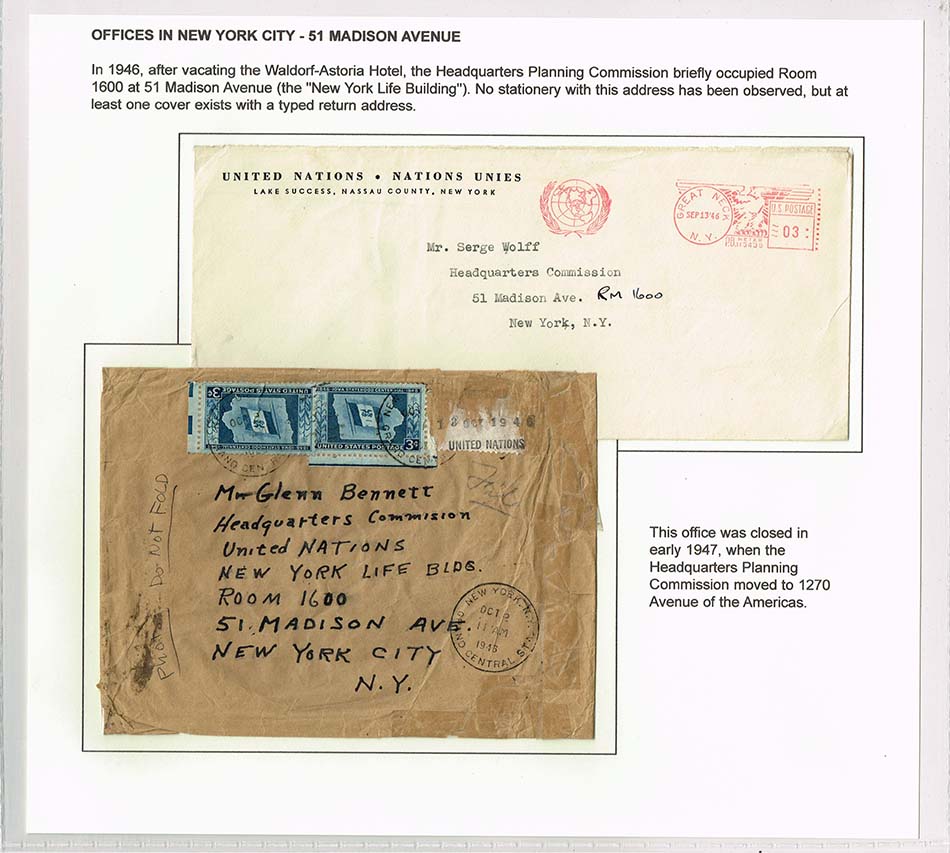 OFFICES IN NEW YORK CITY - 51 MADISON AVENUE
In 1946, after vacating the Waldorf-Astoria Hotel, the Headquarters Planning Commission briefly occupied Room
1600 at 51 Madison Avenue (the "New York Life Building"). No stationery with this address has been observed, but at
least one cover exists with a typed return address.
UNITED NATIONS • NATIONS UNIES
LAKE SUCCESS, NASSAU COUNTY, NEW YORK
GREAT NECK
SEP 13 '46
N.Y.
U.S. POSTAGE
03
Mr. Serge Wolff
Headquarters Commission
51 Madison Ave. RM 1600
New York, N.Y.
UNITED STATES POSTAGE
3¢
UNITED STATES POSTAGE
3¢
OCT 1946
UNITED NATIONS
Mr Glenn Bennett
Headquarters Commision
United NATIONS
NEW YORK LIFE BLDG.
ROOM 1600
51. MADISON AVE.
NEW YORK CITY
N.Y.
Do Not FOLD
NEW YORK, N.Y.
OCT 2
11 AM
1946
GRAND CENTRAL STA.
This office was closed in
early 1947, when the
Headquarters Planning
Commission moved to 1270
Avenue of the Americas.